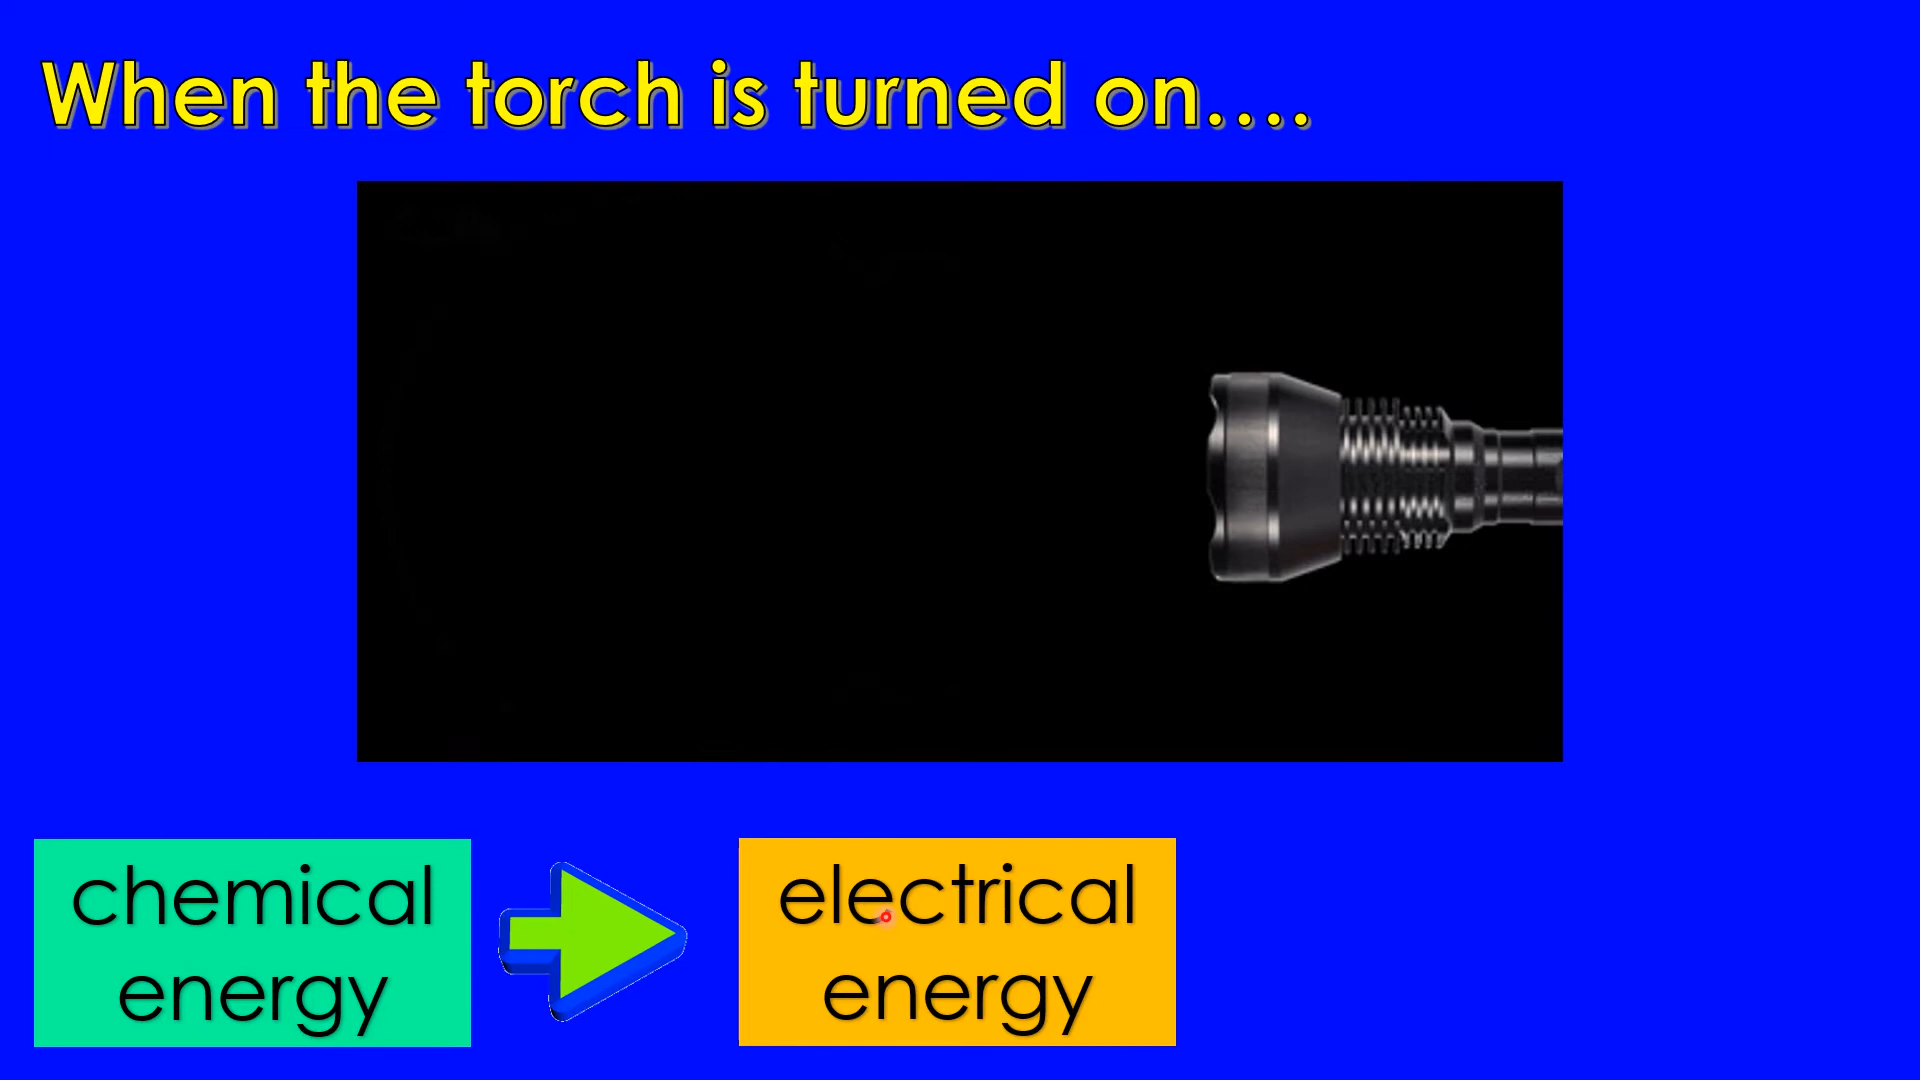 When the torch is turned on....
chemical
energy
electrical
energy